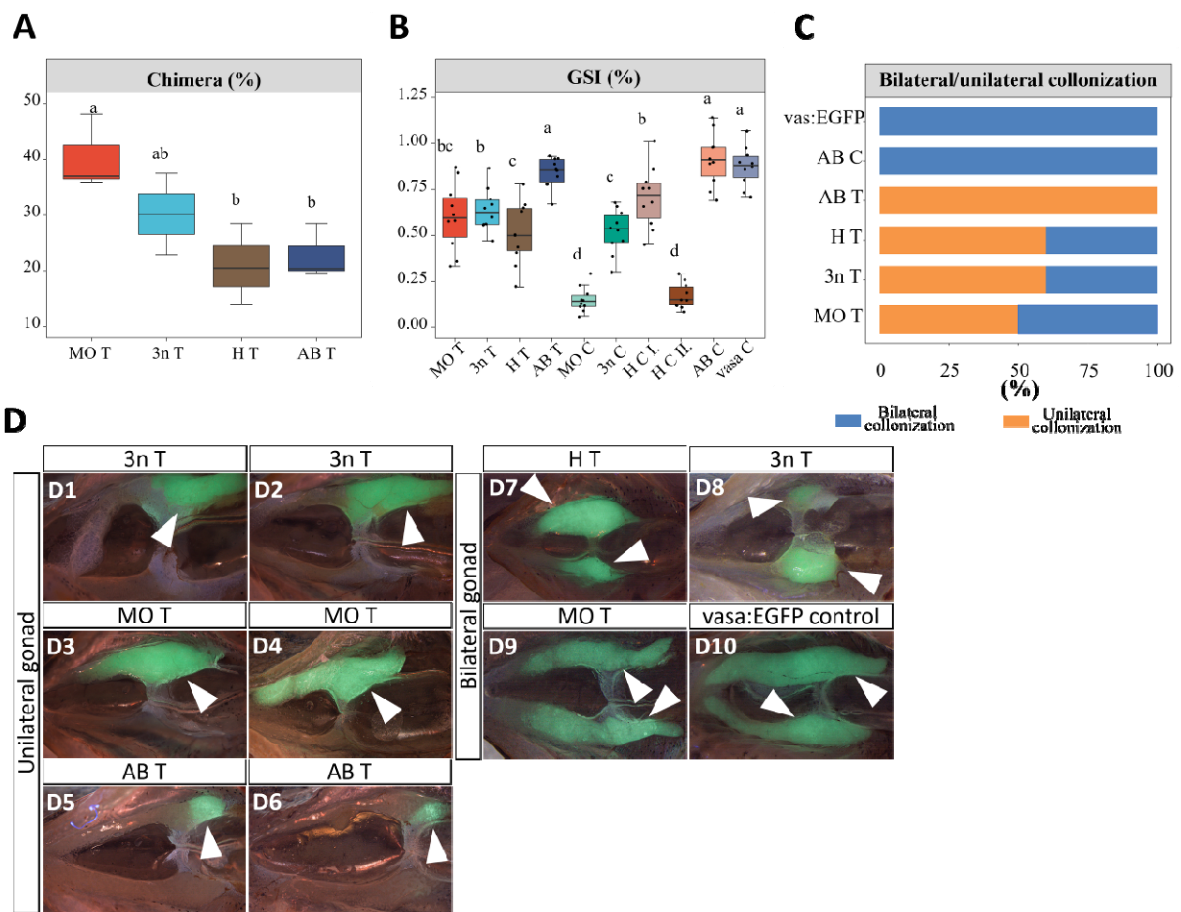 A
Chimera (%)
50
40
30
20
10
a
ab
b
b
MO T
3n T
H T
AB T
B
GSI (%)
1.25
1.00
0.75
0.50
0.25
0.00
bc
b
c
a
d
c
b
d
a
a
MO T
3n T
H T
AB T
MO C
3n C
H C I.
H C II.
AB C
vasa C
C
Bilateral/unilateral collonization
vas:EGFP
AB C
AB T
H T
3n T
MO T
0
50
100
(%)
Bilateral
collonization
Unilateral
collonization
D
Unilateral gonad
3n T
3n T
D1
D2
MO T
MO T
D3
D4
AB T
AB T
D5
D6
Bilateral gonad
H T
3n T
D7
D8
MO T
vasa:EGFP control
D9
D10